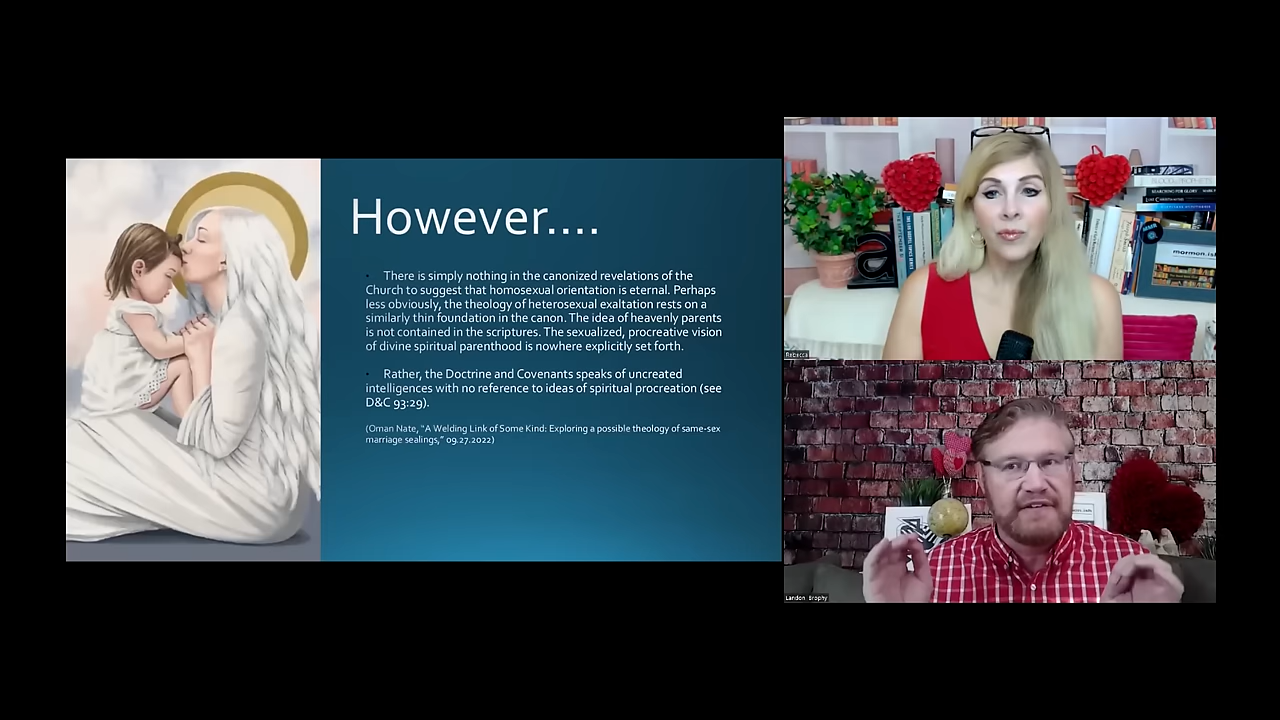 However....
• There is simply nothing in the canonized revelations of the
Church to suggest that homosexual orientation is eternal. Perhaps
less obviously, the theology of heterosexual exaltation rests on a
similarly thin foundation in the canon. The idea of heavenly parents
is not contained in the scriptures. The sexualized, procreative vision
of divine spiritual parenthood is nowhere explicitly set forth.
• Rather, the Doctrine and Covenants speaks of uncreated
intelligences with no reference to ideas of spiritual procreation (see
D&C 93:29).
(Oman Nate, "A Welding Link of Some Kind: Exploring a possible theology of same-sex
marriage sealings," 09.27.2022)
SEARCHING FOR GLORY
a
mormon.ish
Rebecca
Landon Brophy